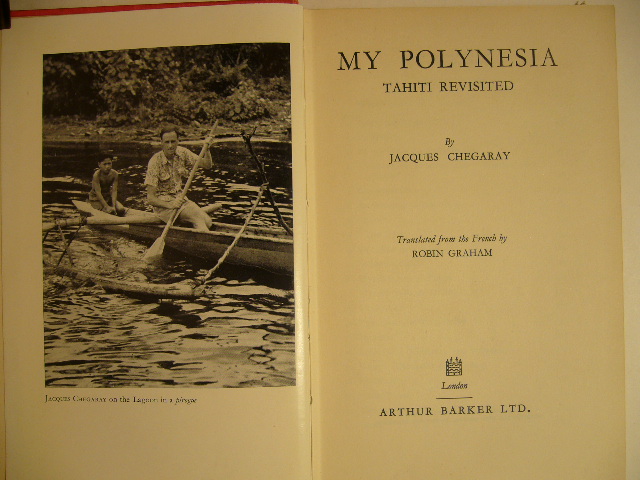 JACQUES CHEGARAY on the Lagoon in a pirogue
MY POLYNESIA
TAHITI REVISITED
By
JACQUES CHEGARAY
Translated from the French by
ROBIN GRAHAM
London
ARTHUR BARKER LTD.